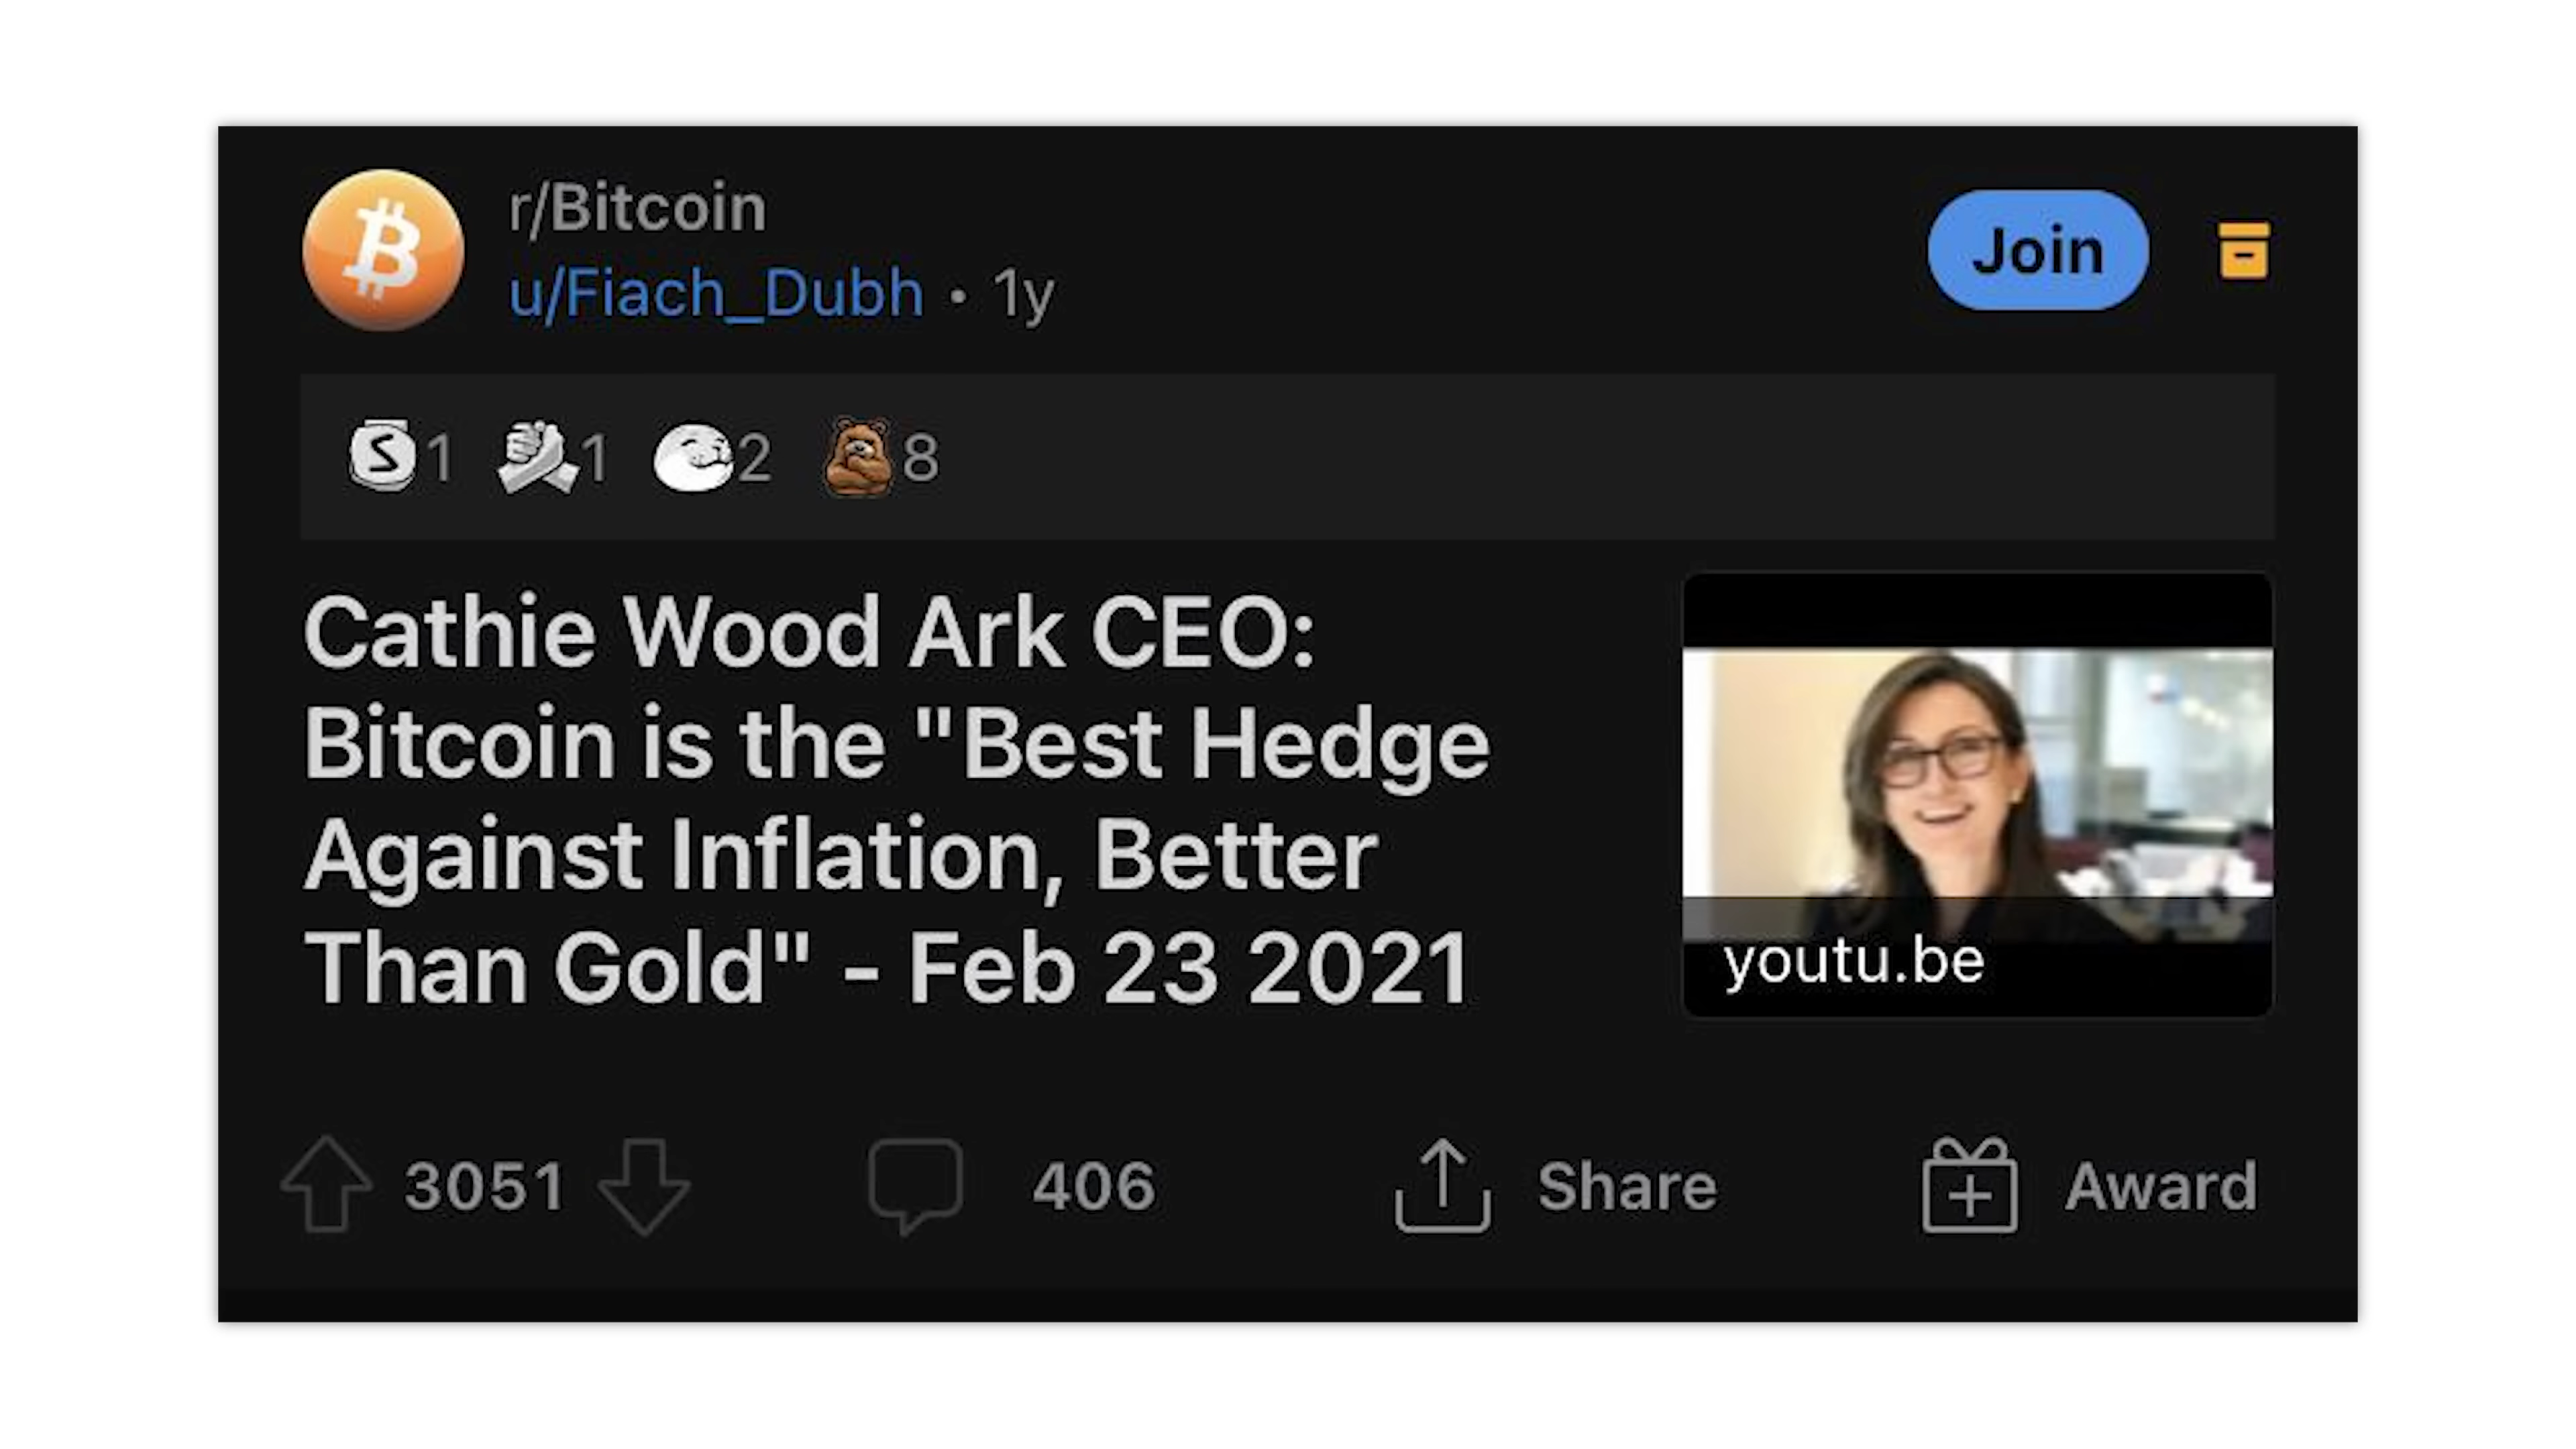 r/Bitcoin
Join
u/Fiach_Dubh • 1y
S 1 1 2 8
Cathie Wood Ark CEO:
Bitcoin is the "Best Hedge
Against Inflation, Better
Than Gold" - Feb 23 2021
youtu.be
3051 406 Share Award